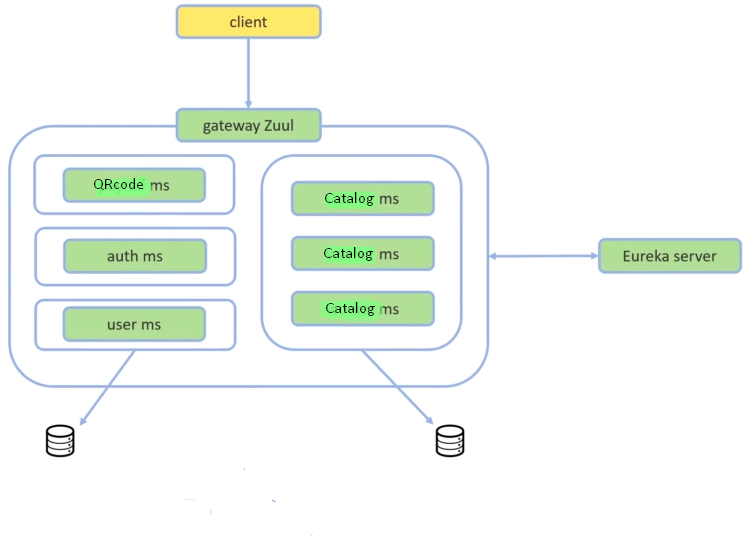 client
gateway Zuul
QRcode ms
auth ms
user ms
Catalog ms
Catalog ms
Catalog ms
Eureka server